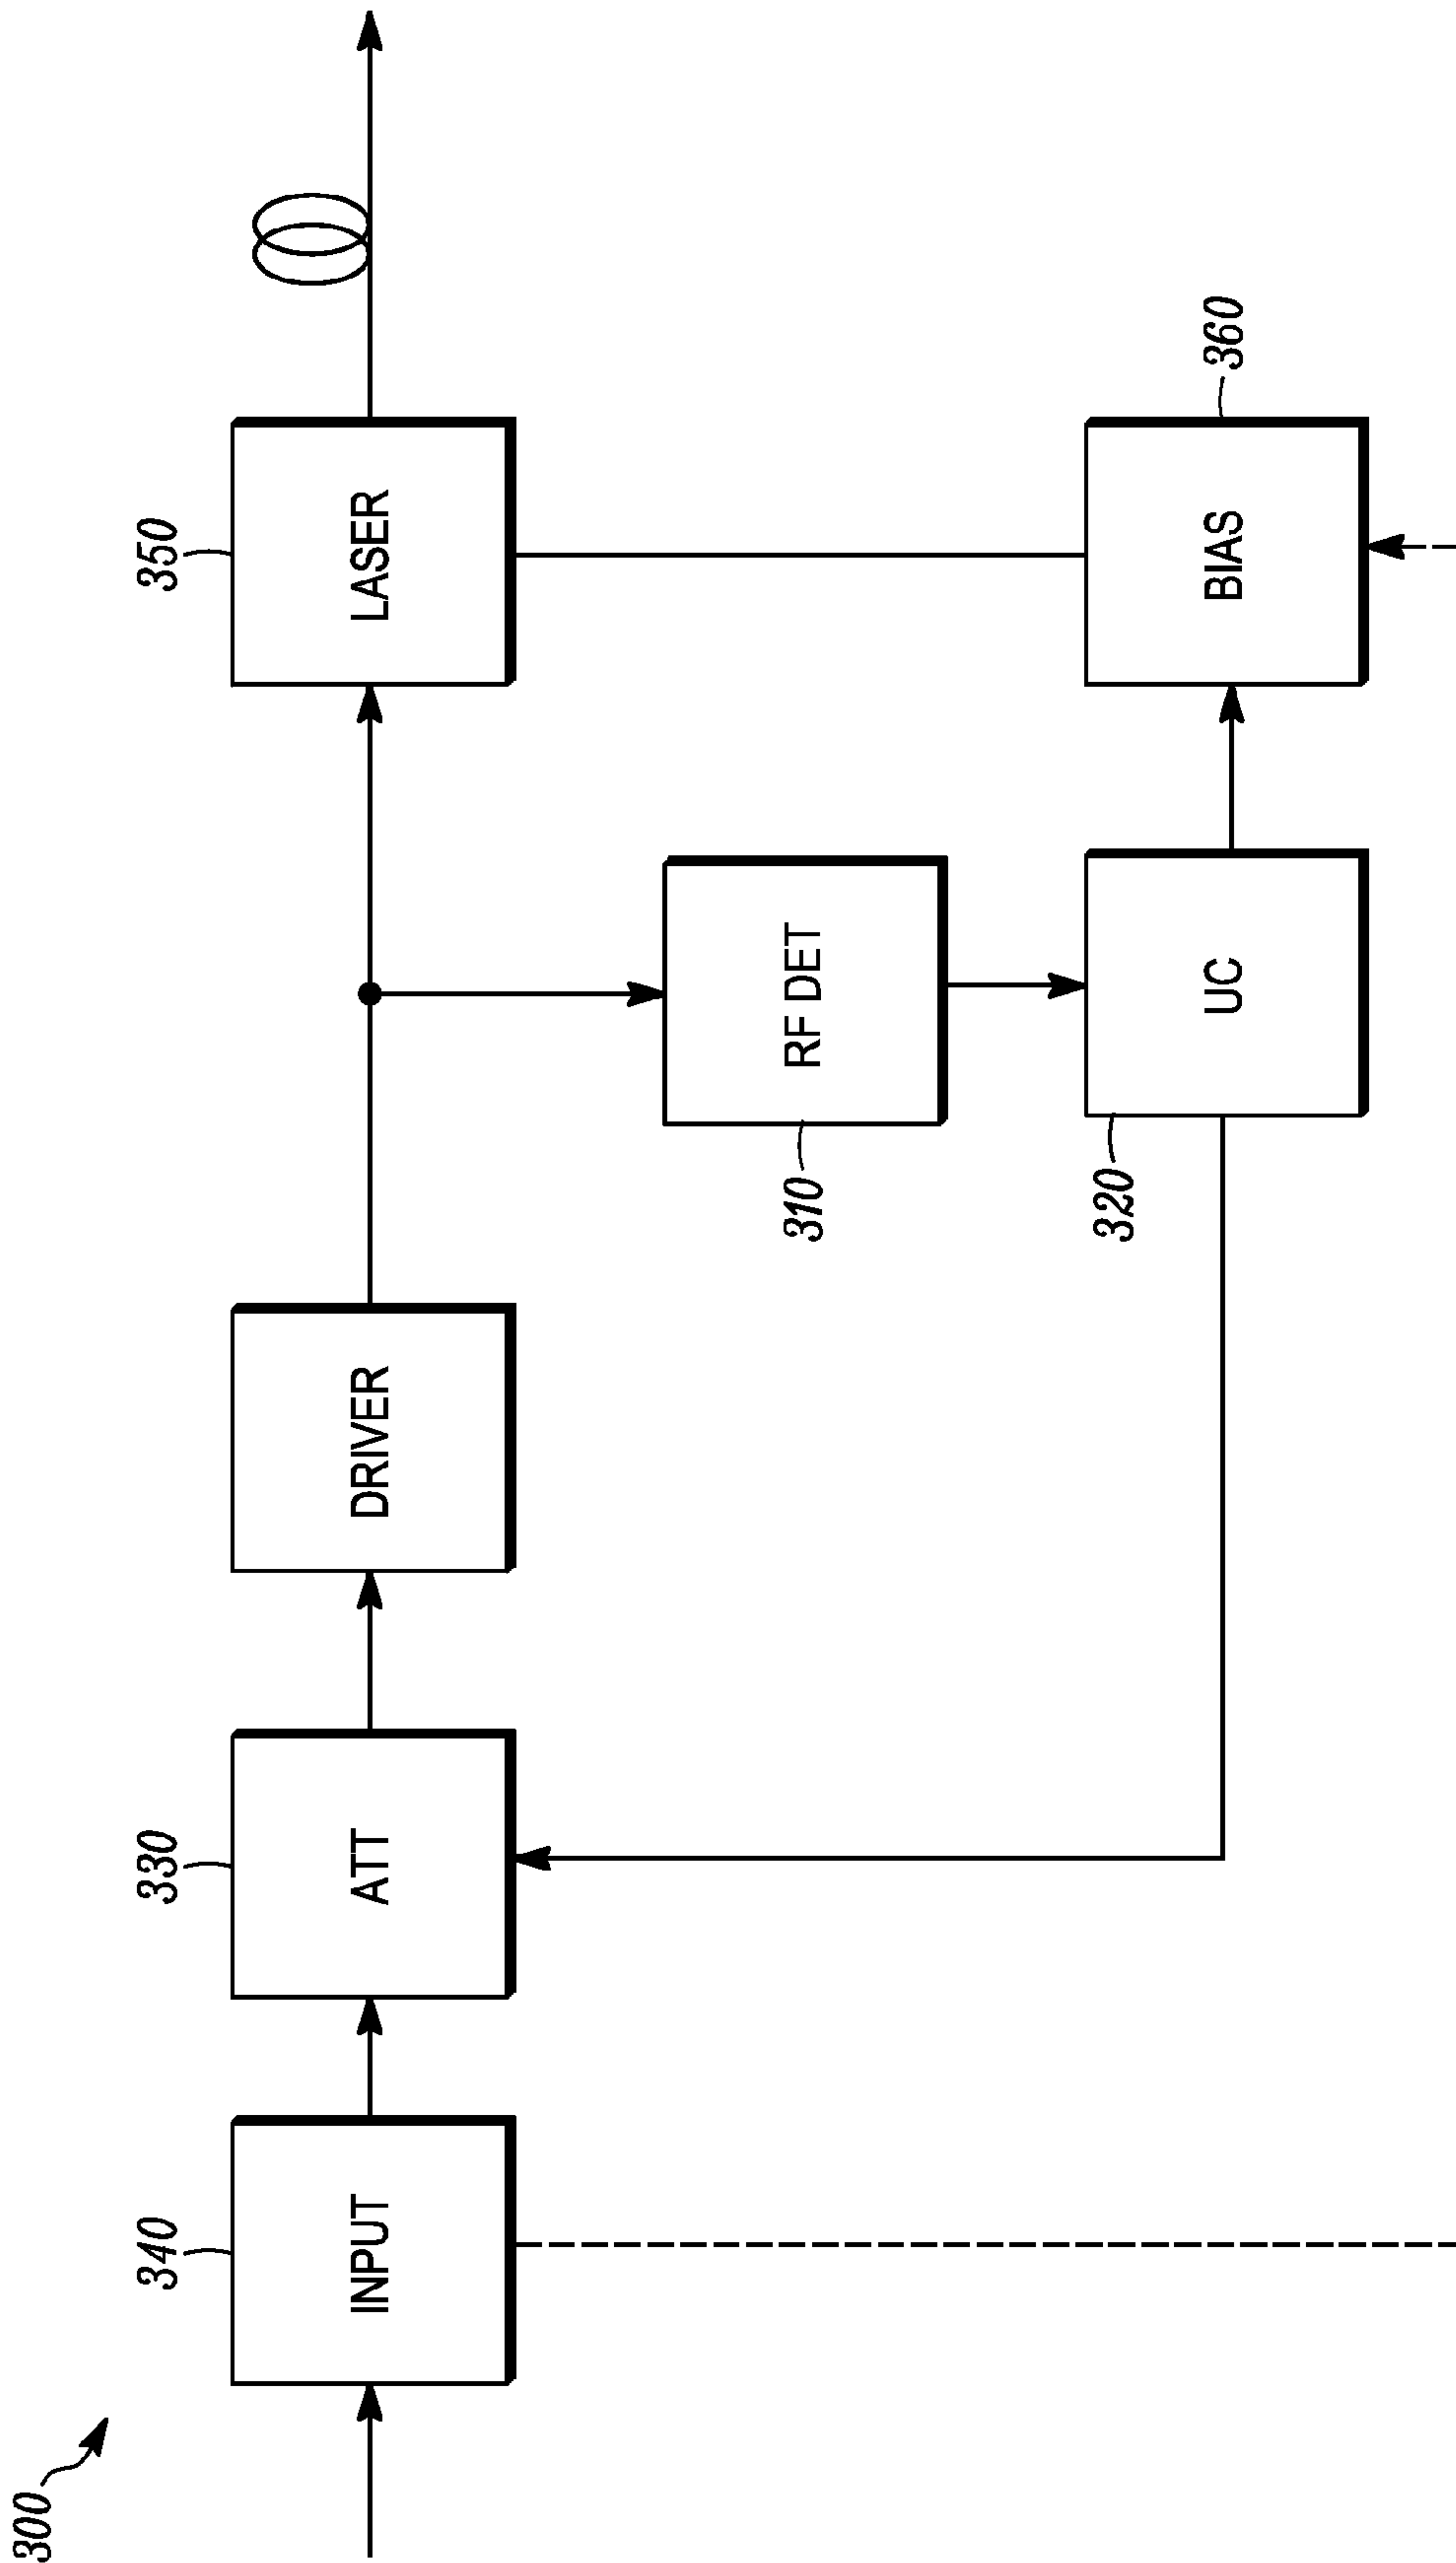 300
340
INPUT
330
ATT
DRIVER
350
LASER
310
RF DET
320
UC
360
BIAS